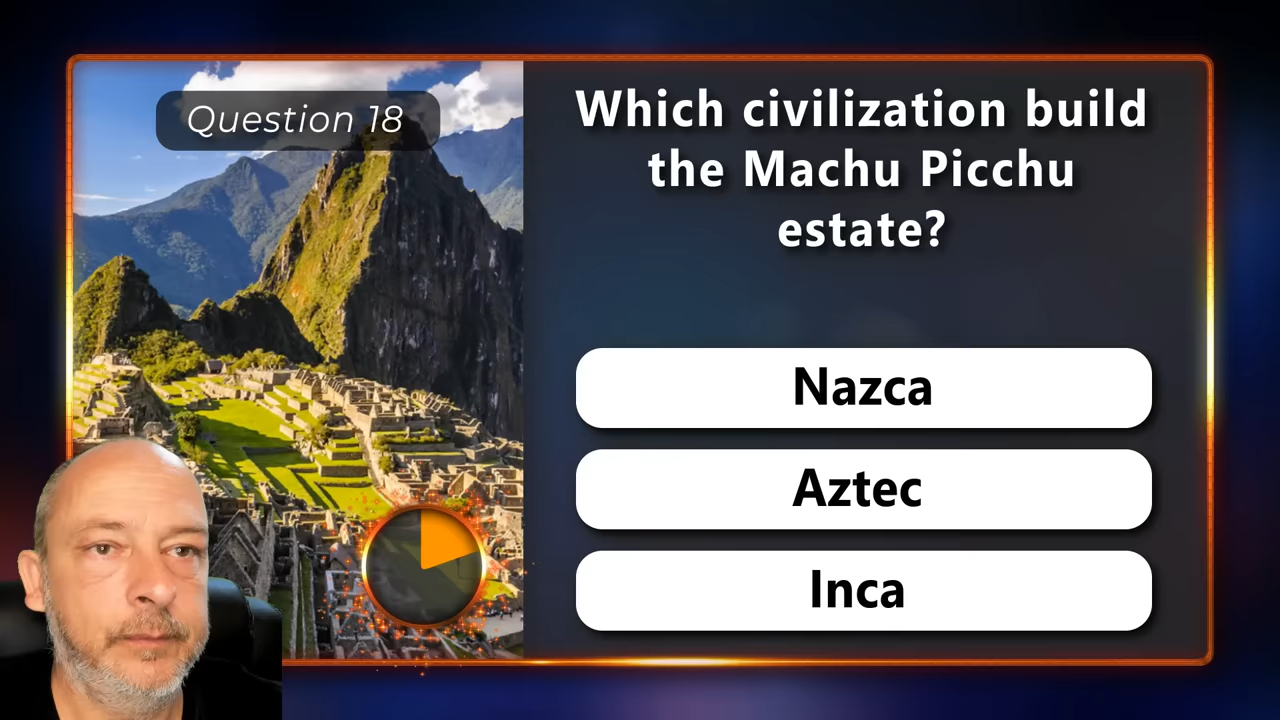 Question 18
Which civilization build
the Machu Picchu
estate?
Nazca
Aztec
Inca